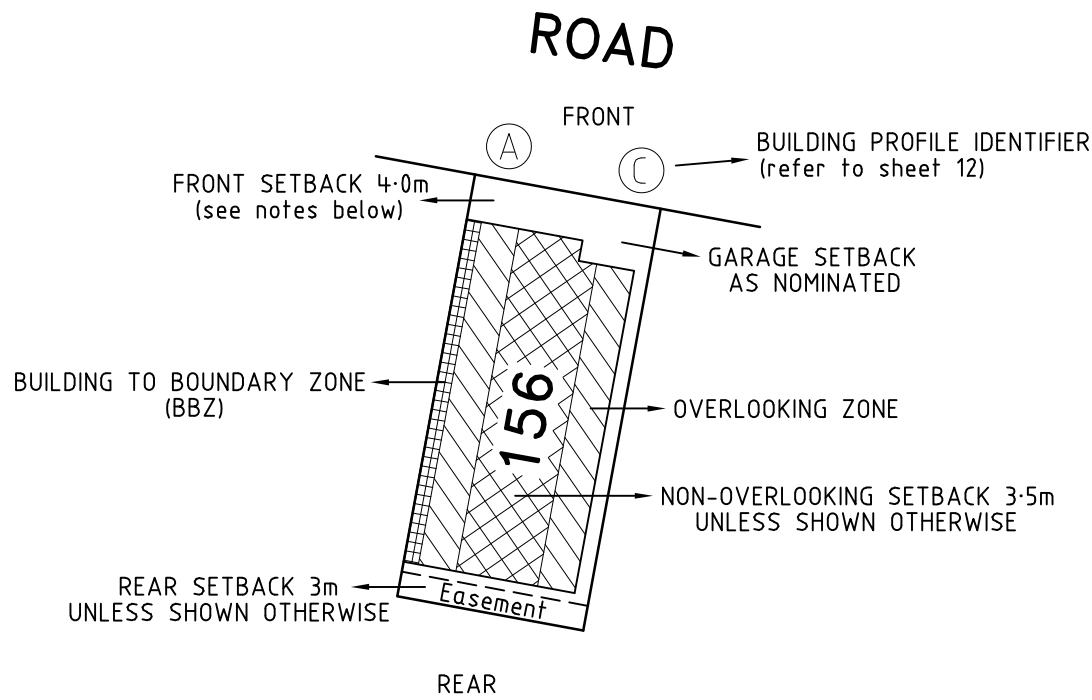 ROAD
FRONT
A
C
BUILDING PROFILE IDENTIFIER
(refer to sheet 12)
FRONT SETBACK 4·0m
(see notes below)
GARAGE SETBACK
AS NOMINATED
BUILDING TO BOUNDARY ZONE
(BBZ)
156
OVERLOOKING ZONE
NON-OVERLOOKING SETBACK 3·5m
UNLESS SHOWN OTHERWISE
REAR SETBACK 3m
UNLESS SHOWN OTHERWISE
Easement
REAR